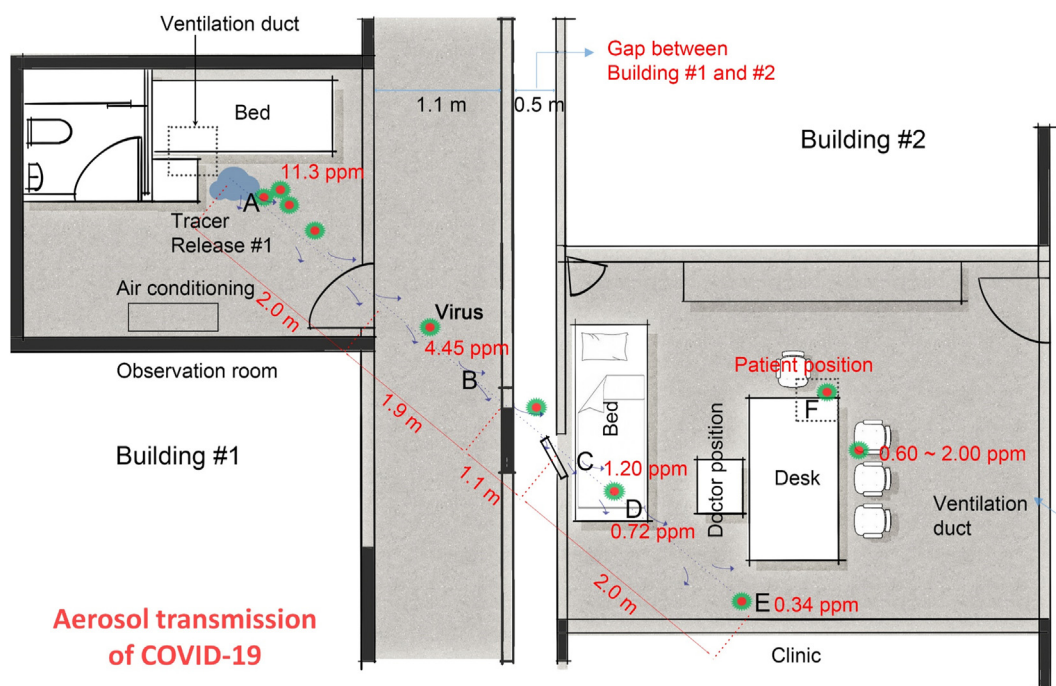 Ventilation duct
Gap between
Building #1 and #2
1.1 m
0.5 m
Bed
Building #2
11.3 ppm
A
Tracer
Release #1
Air conditioning
2.0 m
Virus
4.45 ppm
Observation room
B
1.9 m
Patient position
F
Bed
Doctor position
Building #1
C
1.20 ppm
Desk
0.60 ~ 2.00 ppm
1.1 m
D
0.72 ppm
Ventilation
duct
2.0 m
E
0.34 ppm
Aerosol transmission
of COVID-19
Clinic